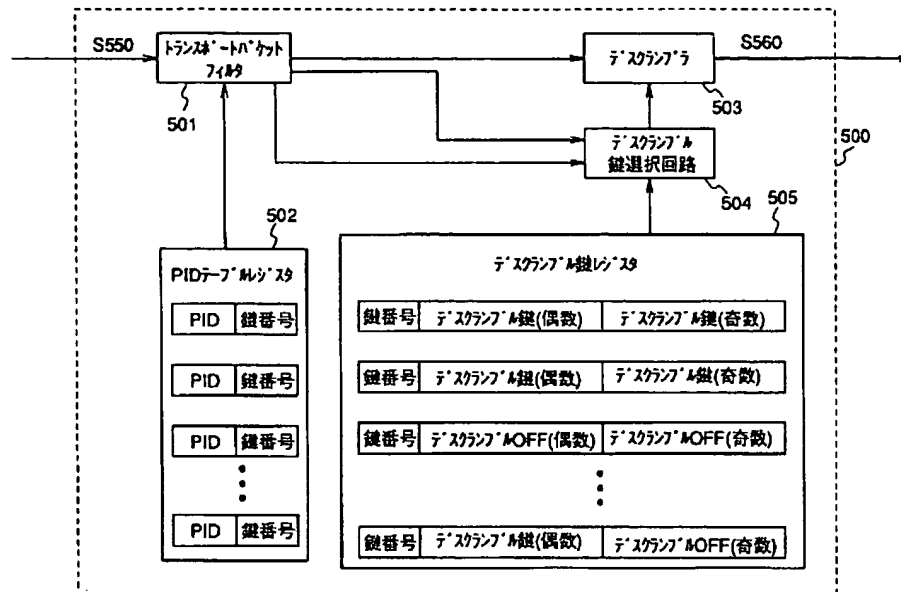 S550
トランスポートパケット
フィルタ
501
デスクランブラ
503
S560
500
デスクランブル
鍵選択回路
504
502
PIDテーブルレジスタ
PID 鍵番号
PID 鍵番号
PID 鍵番号
PID 鍵番号
505
デスクランブル鍵レジスタ
鍵番号 デスクランブル鍵(偶数) デスクランブル鍵(奇数)
鍵番号 デスクランブル鍵(偶数) デスクランブル鍵(奇数)
鍵番号 デスクランブルOFF(偶数) デスクランブルOFF(奇数)
鍵番号 デスクランブル鍵(偶数) デスクランブルOFF(奇数)